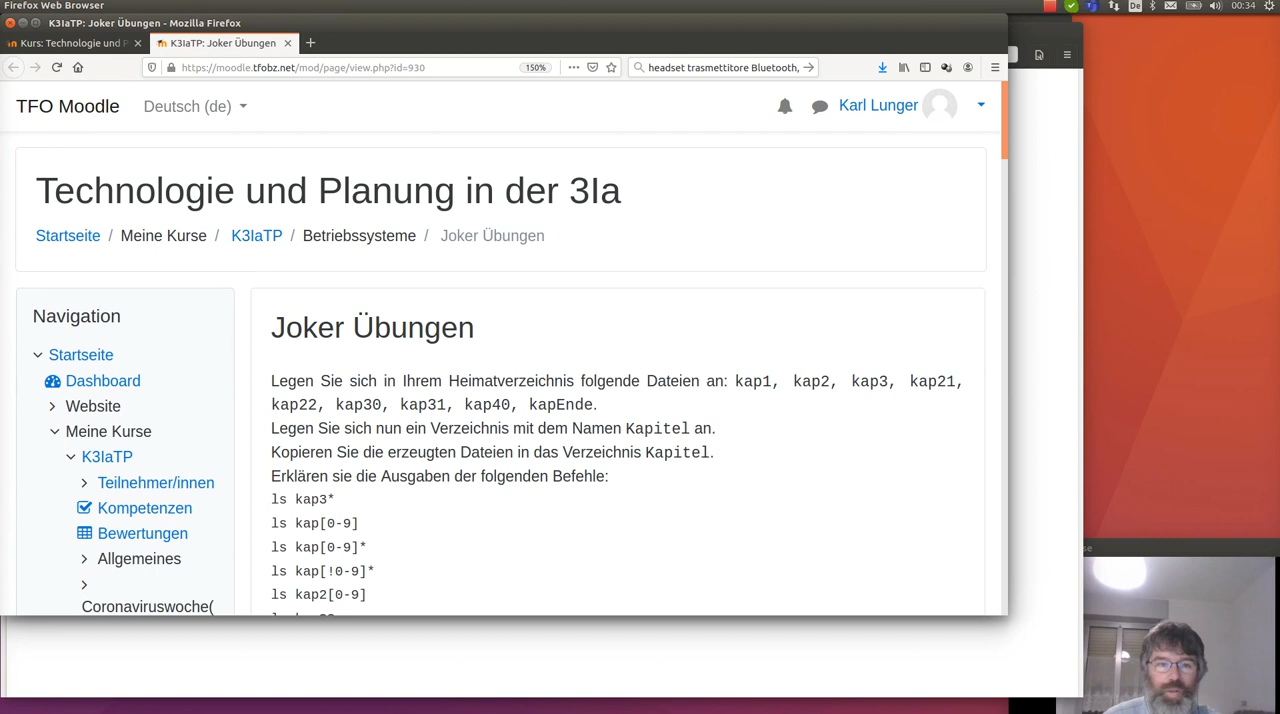 Firefox Web Browser
De
00:34
K3IaTP: Joker Übungen - Mozilla Firefox
Kurs: Technologie und P
K3IaTP: Joker Übungen
https://moodle.tfobz.net/mod/page/view.php?id=930
150%
headset trasmettitore Bluetooth,
TFO Moodle
Deutsch (de)
Karl Lunger
Technologie und Planung in der 3Ia
Startseite / Meine Kurse / K3IaTP / Betriebssysteme / Joker Übungen
Navigation
Startseite
Dashboard
Website
Meine Kurse
K3IaTP
Teilnehmer/innen
Kompetenzen
Bewertungen
Allgemeines
Coronaviruswoche(
Joker Übungen
Legen Sie sich in Ihrem Heimatverzeichnis folgende Dateien an: kap1, kap2, kap3, kap21,
kap22, kap30, kap31, kap40, kapEnde.
Legen Sie sich nun ein Verzeichnis mit dem Namen Kapitel an.
Kopieren Sie die erzeugten Dateien in das Verzeichnis Kapitel.
Erklären sie die Ausgaben der folgenden Befehle:
ls kap3*
ls kap[0-9]
ls kap[0-9]*
ls kap[!0-9]*
ls kap2[0-9]